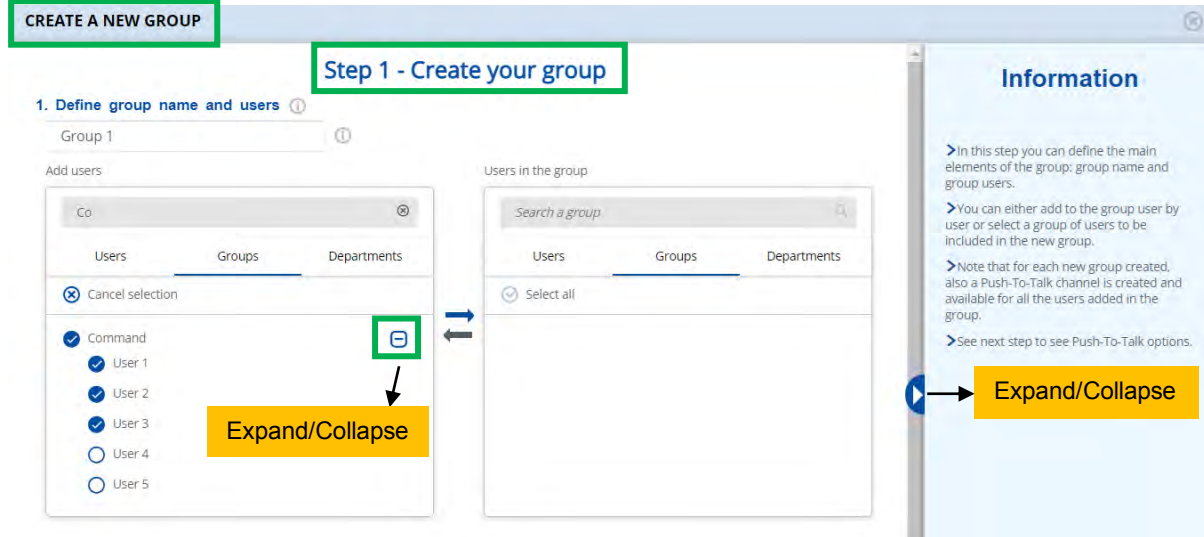 CREATE A NEW GROUP
Step 1 - Create your group
1. Define group name and users
Group 1
Add users
Co
Users Groups Departments
Cancel selection
Command
User 1
User 2
User 3
User 4
User 5
Expand/Collapse
Users in the group
Search a group
Users Groups Departments
Select all
Information
In this step you can define the main
elements of the group: group name and
group users.
You can either add to the group user by
user or select a group of users to be
included in the new group.
Note that for each new group created,
also a Push-To-Talk channel is created and
available for all the users added in the
group.
See next step to see Push-To-Talk options.
Expand/Collapse